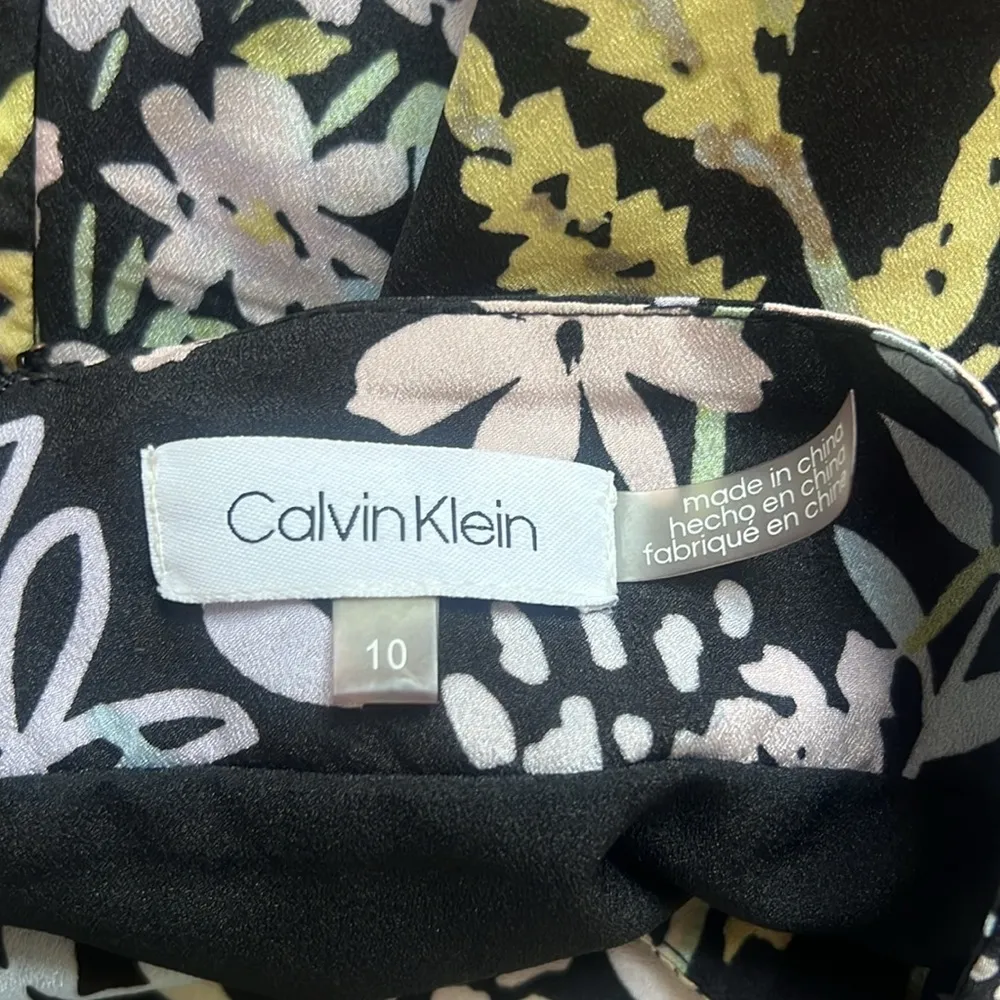 Calvin Klein
made in china
hecho en china
fabriqué en chine
10